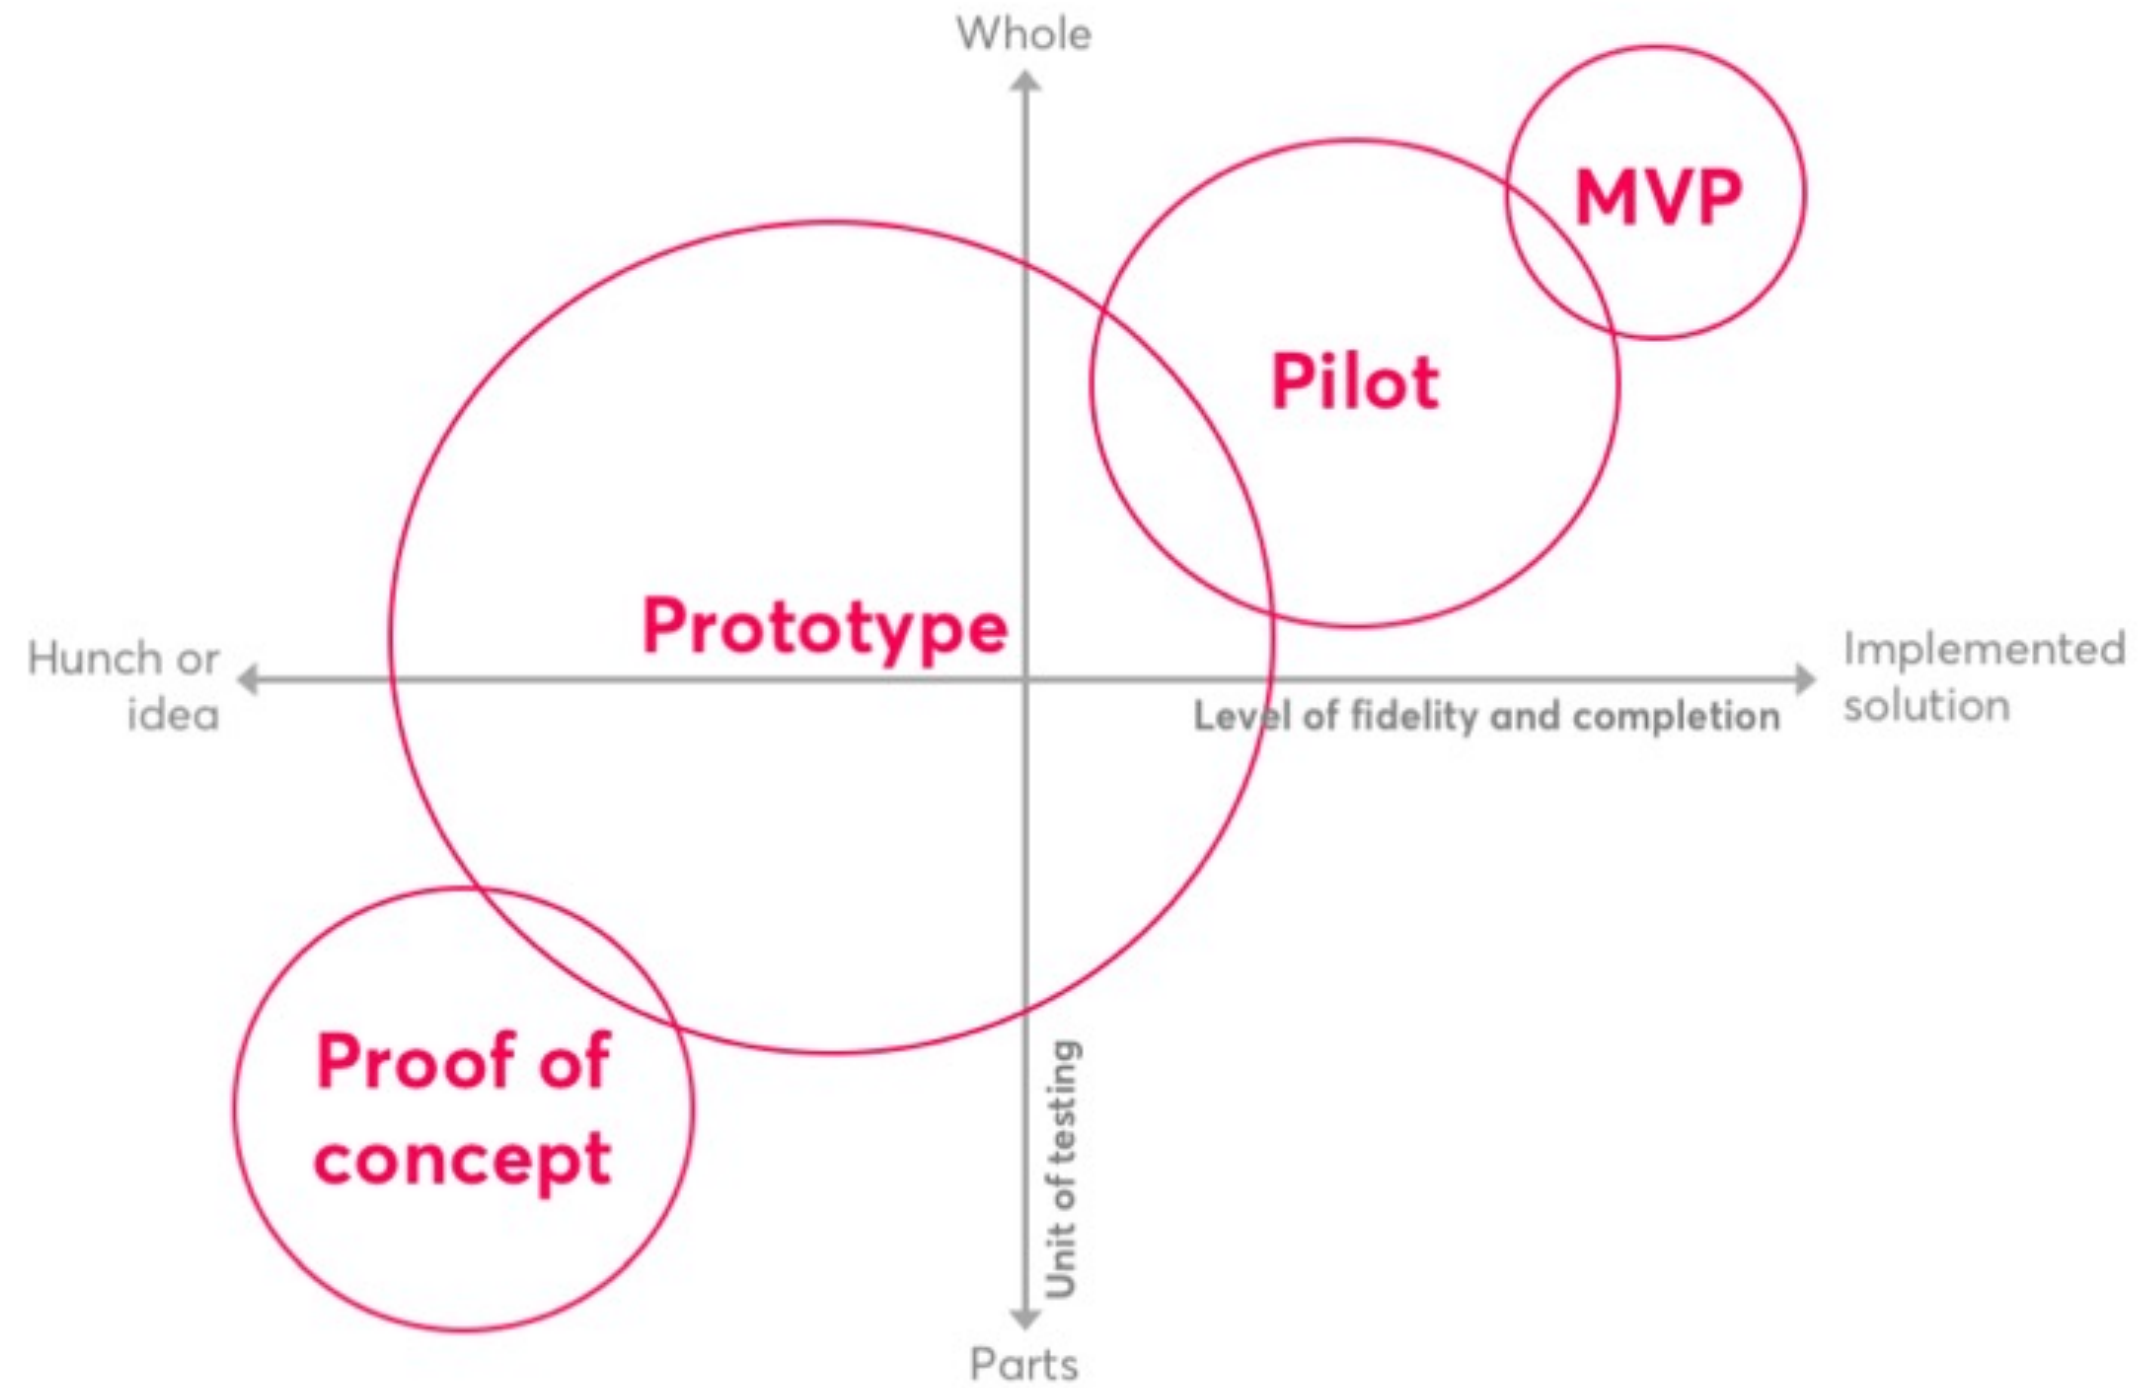 Whole
MVP
Pilot
Prototype
Hunch or
idea
Implemented
solution
Level of fidelity and completion
Proof of
concept
Unit of testing
Parts